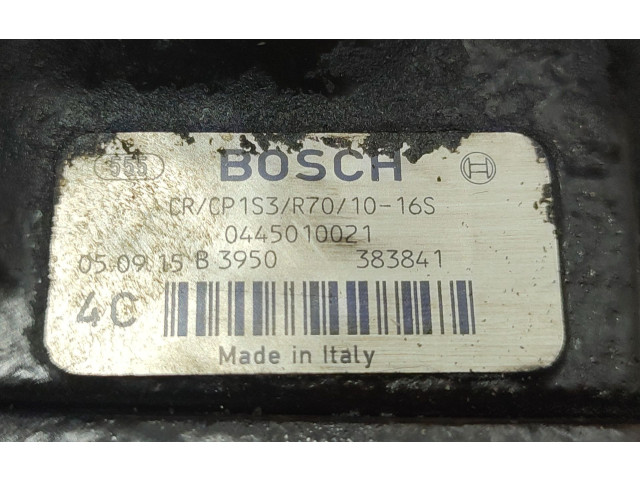 BOSCH
CR/CP1S3/R70/10-16S
0445010021
05.09.15 B 3950 383841
4C
Made in Italy